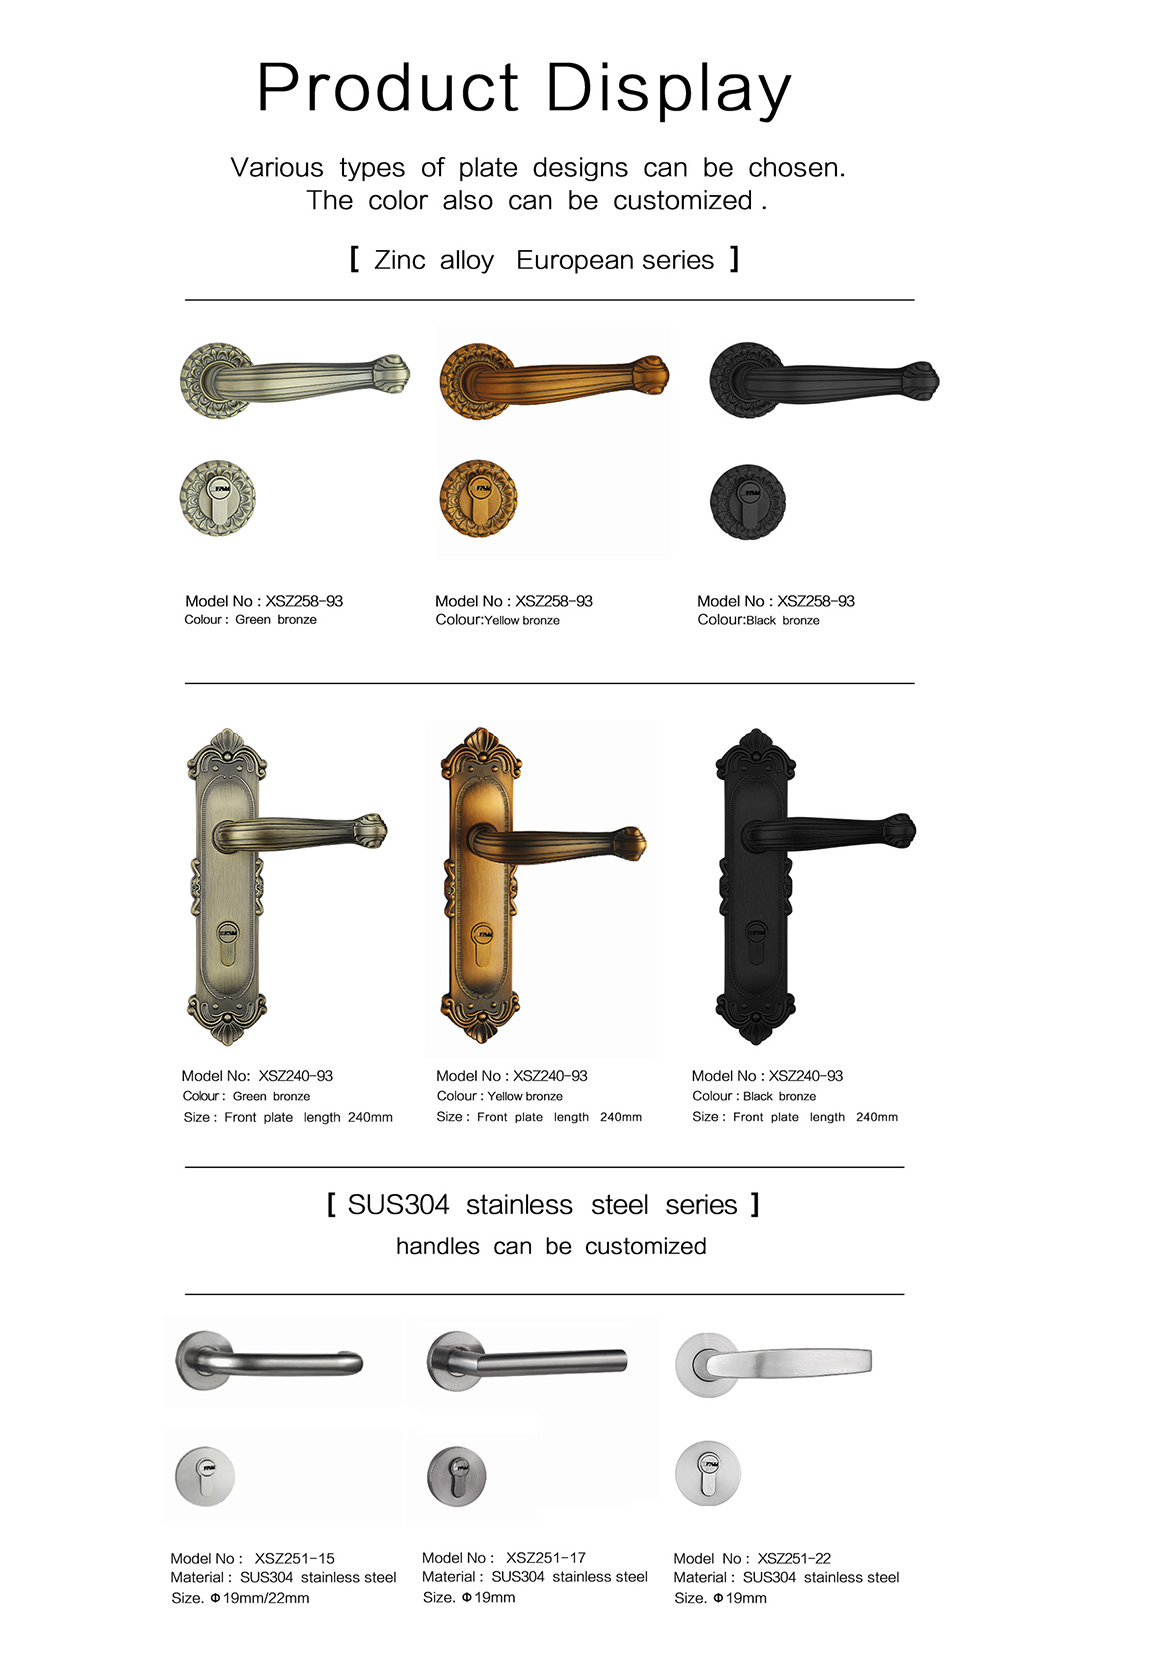 Product Display
Various types of plate designs can be chosen.
The color also can be customized .
[ Zinc alloy European series ]
Model No : XSZ258-93
Colour : Green bronze
Model No : XSZ258-93
Colour:Yellow bronze
Model No : XSZ258-93
Colour:Black bronze
Model No: XSZ240-93
Colour : Green bronze
Size : Front plate length 240mm
Model No : XSZ240-93
Colour : Yellow bronze
Size : Front plate length 240mm
Model No : XSZ240-93
Colour : Black bronze
Size : Front plate length 240mm
[ SUS304 stainless steel series ]
handles can be customized
Model No : XSZ251-15
Material : SUS304 stainless steel
Size. Φ19mm/22mm
Model No : XSZ251-17
Material : SUS304 stainless steel
Size. Φ19mm
Model No : XSZ251-22
Material : SUS304 stainless steel
Size. Φ19mm